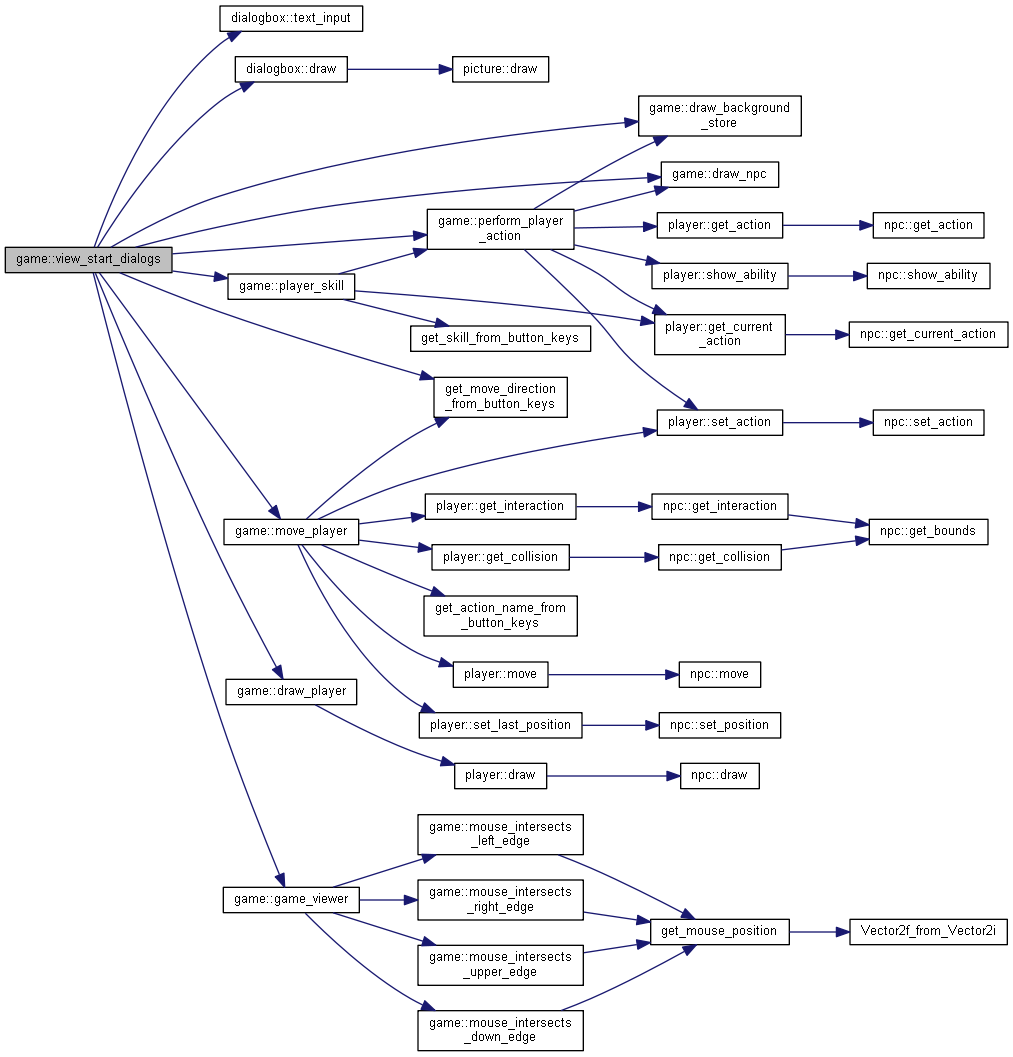 dialogbox::text_input
dialogbox::draw
picture::draw
game::draw_background
_store
game::draw_npc
game::perform_player
_action
player::get_action
npc::get_action
game::view_start_dialogs
game::player_skill
player::show_ability
npc::show_ability
player::get_current
_action
npc::get_current_action
get_skill_from_button_keys
get_move_direction
_from_button_keys
player::set_action
npc::set_action
game::move_player
player::get_interaction
npc::get_interaction
npc::get_bounds
player::get_collision
npc::get_collision
get_action_name_from
_button_keys
player::move
npc::move
game::draw_player
player::set_last_position
npc::set_position
player::draw
npc::draw
game::mouse_intersects
_left_edge
game::game_viewer
game::mouse_intersects
_right_edge
get_mouse_position
Vector2f_from_Vector2i
game::mouse_intersects
_upper_edge
game::mouse_intersects
_down_edge